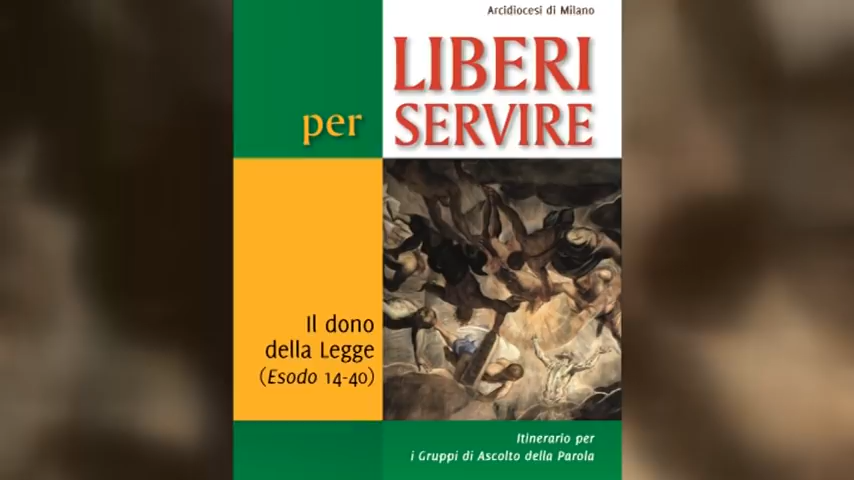 Arcidiocesi di Milano
LIBERI
per SERVIRE
Il dono
della Legge
(Esodo 14-40)
Itinerario per
i Gruppi di Ascolto della Parola